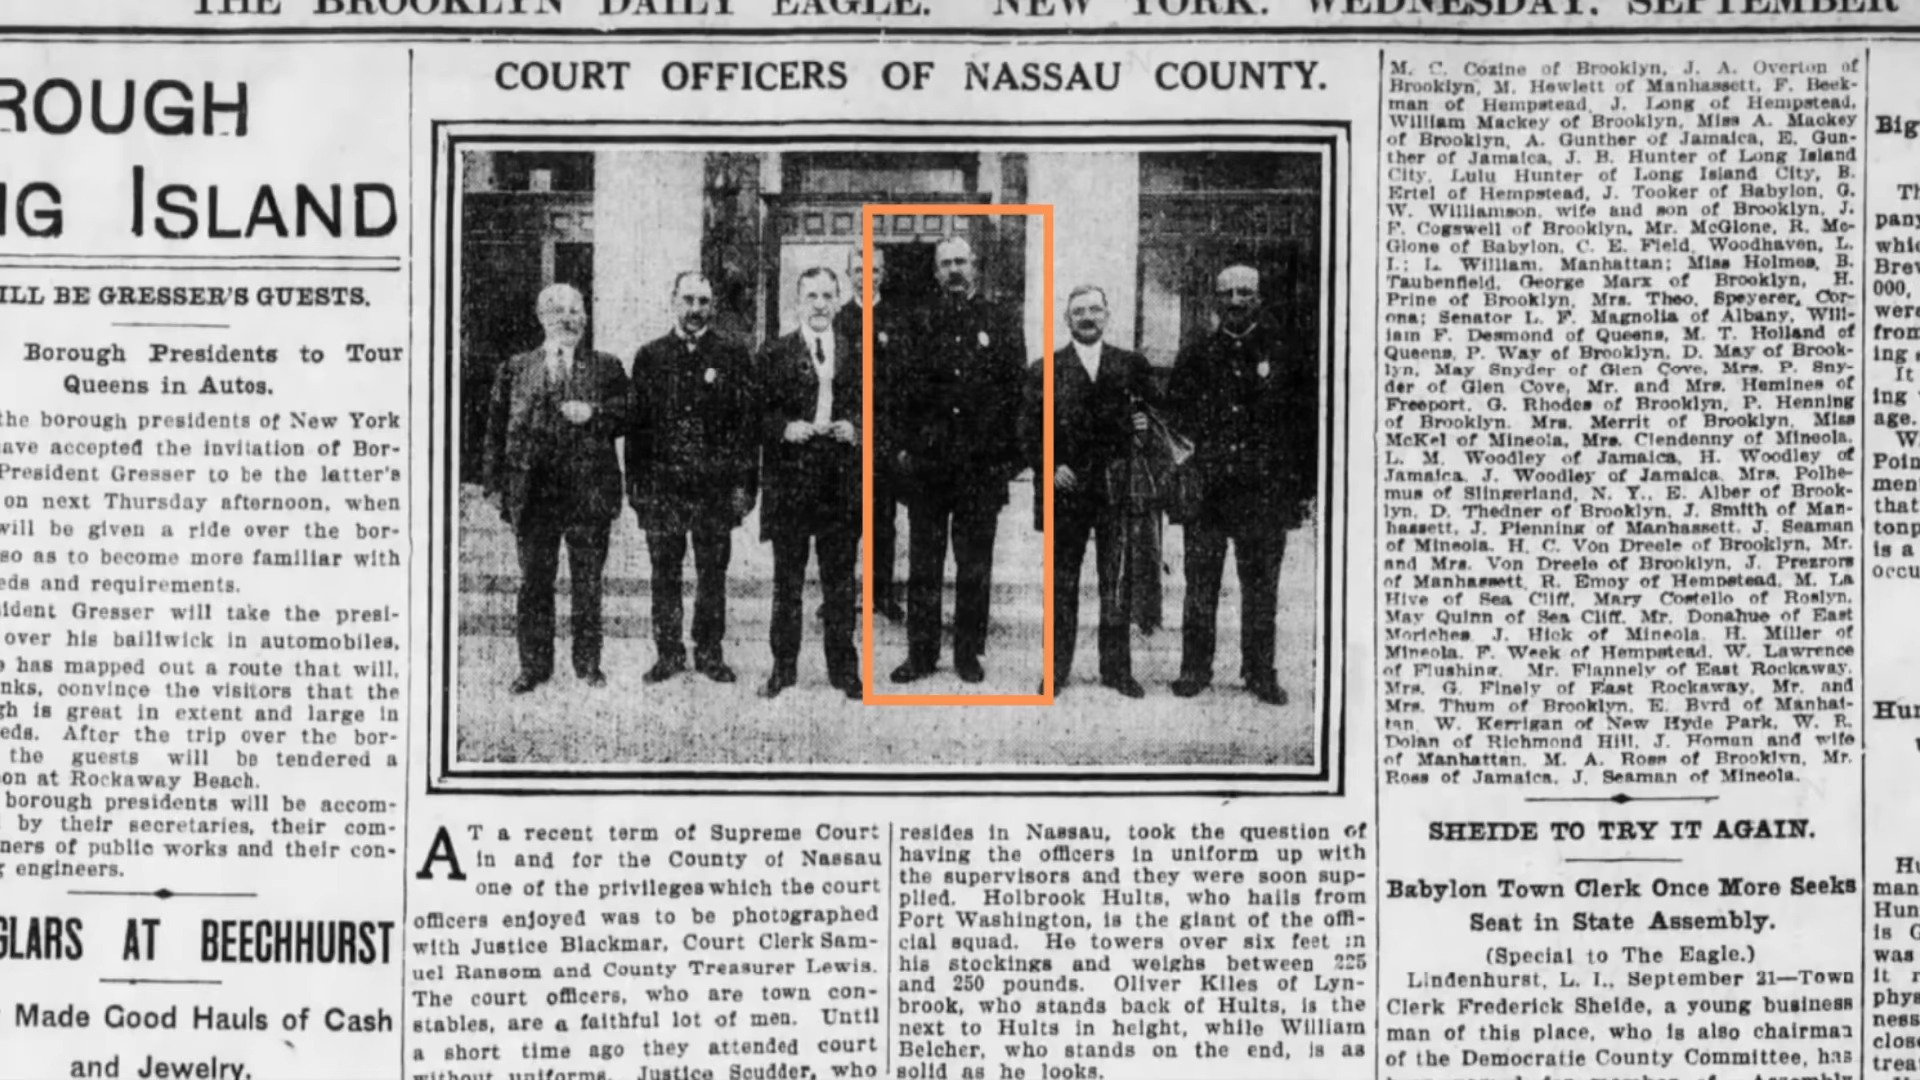 THE BROOKLYN DAILY EAGLE. NEW YORK. WEDNESDAY. SEPTEMBER
ROUGH
ISLAND
BE GRESSER'S GUESTS.
Borough Presidents to Tour
Queens in Autos.
the borough presidents of New York
have accepted the invitation of Bor-
President Gresser to be the latter's
on next Thursday afternoon, when
will be given a ride over the bor-
so as to become more familiar with
and requirements.
Gresser will take the presi-
over his bailiwick in automobiles,
has mapped out a route that will,
convince the visitors that the
is great in extent and large in
After the trip over the bor-
the guests will be tendered a
at Rockaway Beach.
borough presidents will be accom-
by their secretaries, their com-
of public works and their con-
engineers.
AT BEECHHURST
Made Good Hauls of Cash
and Jewelry.
COURT OFFICERS OF NASSAU COUNTY.
AT a recent term of Supreme Court
in and for the County of Nassau
one of the privileges which the court
officers enjoyed was to be photographed
with Justice Blackmar, Court Clerk Sam-
uel Ransom and County Treasurer Lewis.
The court officers, who are town con-
stables, are a faithful lot of men. Until
a short time ago they attended court
without uniforms. Justice Scudder, who
resides in Nassau, took the question of
having the officers in uniform up with
the supervisors and they were soon sup-
plied. Holbrook Hults, who hails from
Port Washington, is the giant of the offi-
cial squad. He towers over six feet in
his stockings and weighs between 225
and 250 pounds. Oliver Kiles of Lyn-
brook, who stands back of Hults, is the
next to Hults in height, while William
Belcher, who stands on the end, is as
solid as he looks.
M. C. Cozine of Brooklyn, J. A. Overton of
Brooklyn, M. Hewlett of Manhassett, F. Beek-
man of Hempstead, J. Long of Hempstead,
William Mackey of Brooklyn, Miss A. Mackey
of Brooklyn, A. Gunther of Jamaica, E. Gun-
ther of Jamaica, J. B. Hunter of Long Island
City, Lulu Hunter of Long Island City, B.
Ertel of Hempstead, J. Tooker of Babylon, G.
W. Williamson, wife and son of Brooklyn, J.
F. Cogswell of Brooklyn, Mr. McGlone, R. Mc-
Glone of Babylon, C. E. Field, Woodhaven, L.
I.; L. William, Manhattan; Miss Holmes, B.
Taubenfield, George Marx of Brooklyn, H.
Prine of Brooklyn, Mrs. Theo. Speyerer, Cor-
ona; Senator L. F. Magnolia of Albany, Will-
iam F. Desmond of Queens, M. T. Holland of
Queens, P. Way of Brooklyn, D. May of Brook-
lyn, May Snyder of Glen Cove, Mrs. P. Sny-
der of Glen Cove, Mr. and Mrs. Hemines of
Freeport, G. Rhodes of Brooklyn, P. Henning
of Brooklyn, Mrs. Merrit of Brooklyn, Miss
McKel of Mineola, Mrs. Clendenny of Mineola,
L. M. Woodley of Jamaica, H. Woodley of
Jamaica, J. Woodley of Jamaica, Mrs. Polhe-
mus of Slingerland, N. Y., E. Alber of Brook-
lyn, D. Thedner of Brooklyn, J. Smith of Man-
hassett, J. Pienning of Manhassett, J. Seaman
of Mineola, H. C. Von Dreele of Brooklyn, Mr.
and Mrs. Von Dreele of Brooklyn, J.
of Manhassett, R. Emoy of Hempstead, M. La
Hive of Sea Cliff, Mary Costello of Roslyn,
May Quinn of Sea Cliff, Mr. Donahue of East
Moriches, J. Hick of Mineola, H. Miller of
Mineola, F. Week of Hempstead, W. Lawrence
of Flushing, Mr. Flannely of East Rockaway,
Mrs. G. Finely of East Rockaway, Mr. and
Mrs. Thum of Brooklyn, E. Byrd of Manhat-
tan, W. Kerrigan of New Hyde Park, W. R.
Dolan of Richmond Hill, J. Homan and wife
of Manhattan, M. A. Ross of Brooklyn, Mr.
Ross of Jamaica, J. Seaman of Mineola.
SHEIDE TO TRY IT AGAIN.
Babylon Town Clerk Once More Seeks
Seat in State Assembly.
(Special to The Eagle.)
Lindenhurst, L. I., September 21—Town
Clerk Frederick Sheide, a young business
man of this place, who is also chairman
of the Democratic County Committee, has
Big